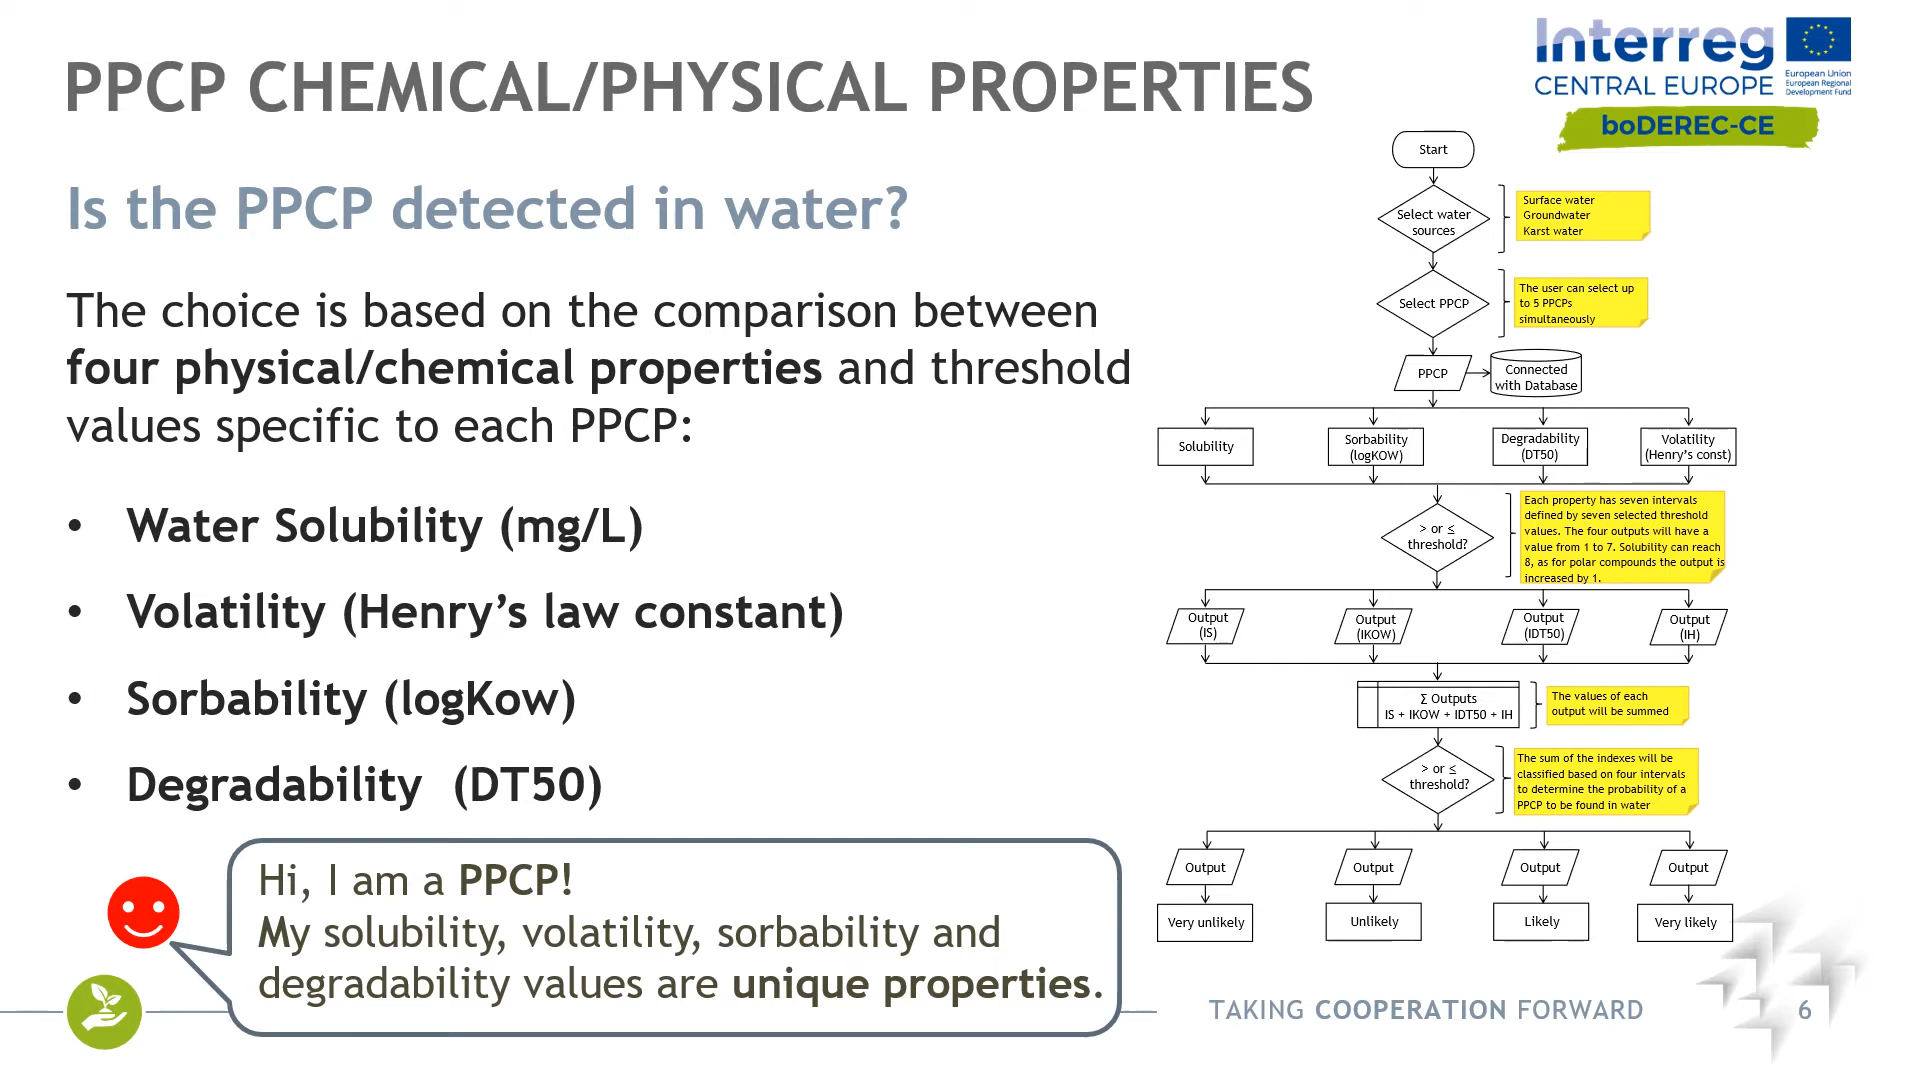 PPCP CHEMICAL/PHYSICAL PROPERTIES
Interreg
CENTRAL EUROPE
European Union
European Regional
Development Fund
boDEREC-CE
Is the PPCP detected in water?
The choice is based on the comparison between
four physical/chemical properties and threshold
values specific to each PPCP:
• Water Solubility (mg/L)
• Volatility (Henry’s law constant)
• Sorbability (logKow)
• Degradability (DT50)
Hi, I am a PPCP!
My solubility, volatility, sorbability and
degradability values are unique properties.
Start
Select water
sources
Surface water
Groundwater
Karst water
Select PPCP
The user can select up
to 5 PPCPs
simultaneously
PPCP
Connected
with Database
Solubility
Sorbability
(logKOW)
Degradability
(DT50)
Volatility
(Henry’s const)
> or ≤
threshold?
Each property has seven intervals
defined by seven selected threshold
values. The four outputs will have a
value from 1 to 7. Solubility can reach
8, as for polar compounds the output is
increased by 1.
Output
(IS)
Output
(IKOW)
Output
(IDT50)
Output
(IH)
∑ Outputs
IS + IKOW + IDT50 + IH
The values of each
output will be summed
> or ≤
threshold?
The sum of the indexes will be
classified based on four intervals
to determine the probability of a
PPCP to be found in water
Output
Output
Output
Output
Very unlikely
Unlikely
Likely
Very likely
TAKING COOPERATION FORWARD
6